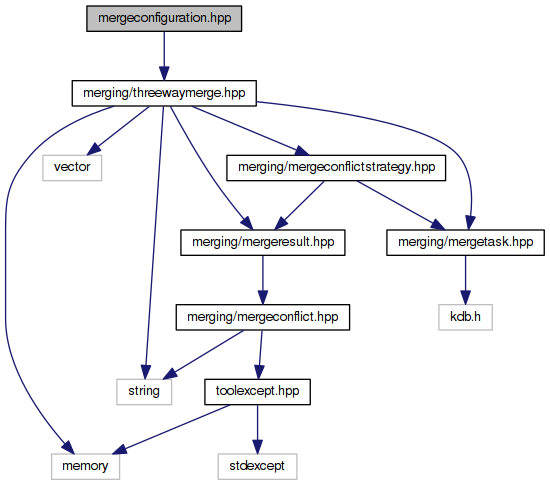 mergeconfiguration.hpp
merging/threewaymerge.hpp
vector
merging/mergeconflictstrategy.hpp
merging/mergeresult.hpp
merging/mergetask.hpp
merging/mergeconflict.hpp
kdb.h
string
toolexcept.hpp
memory
stdexcept